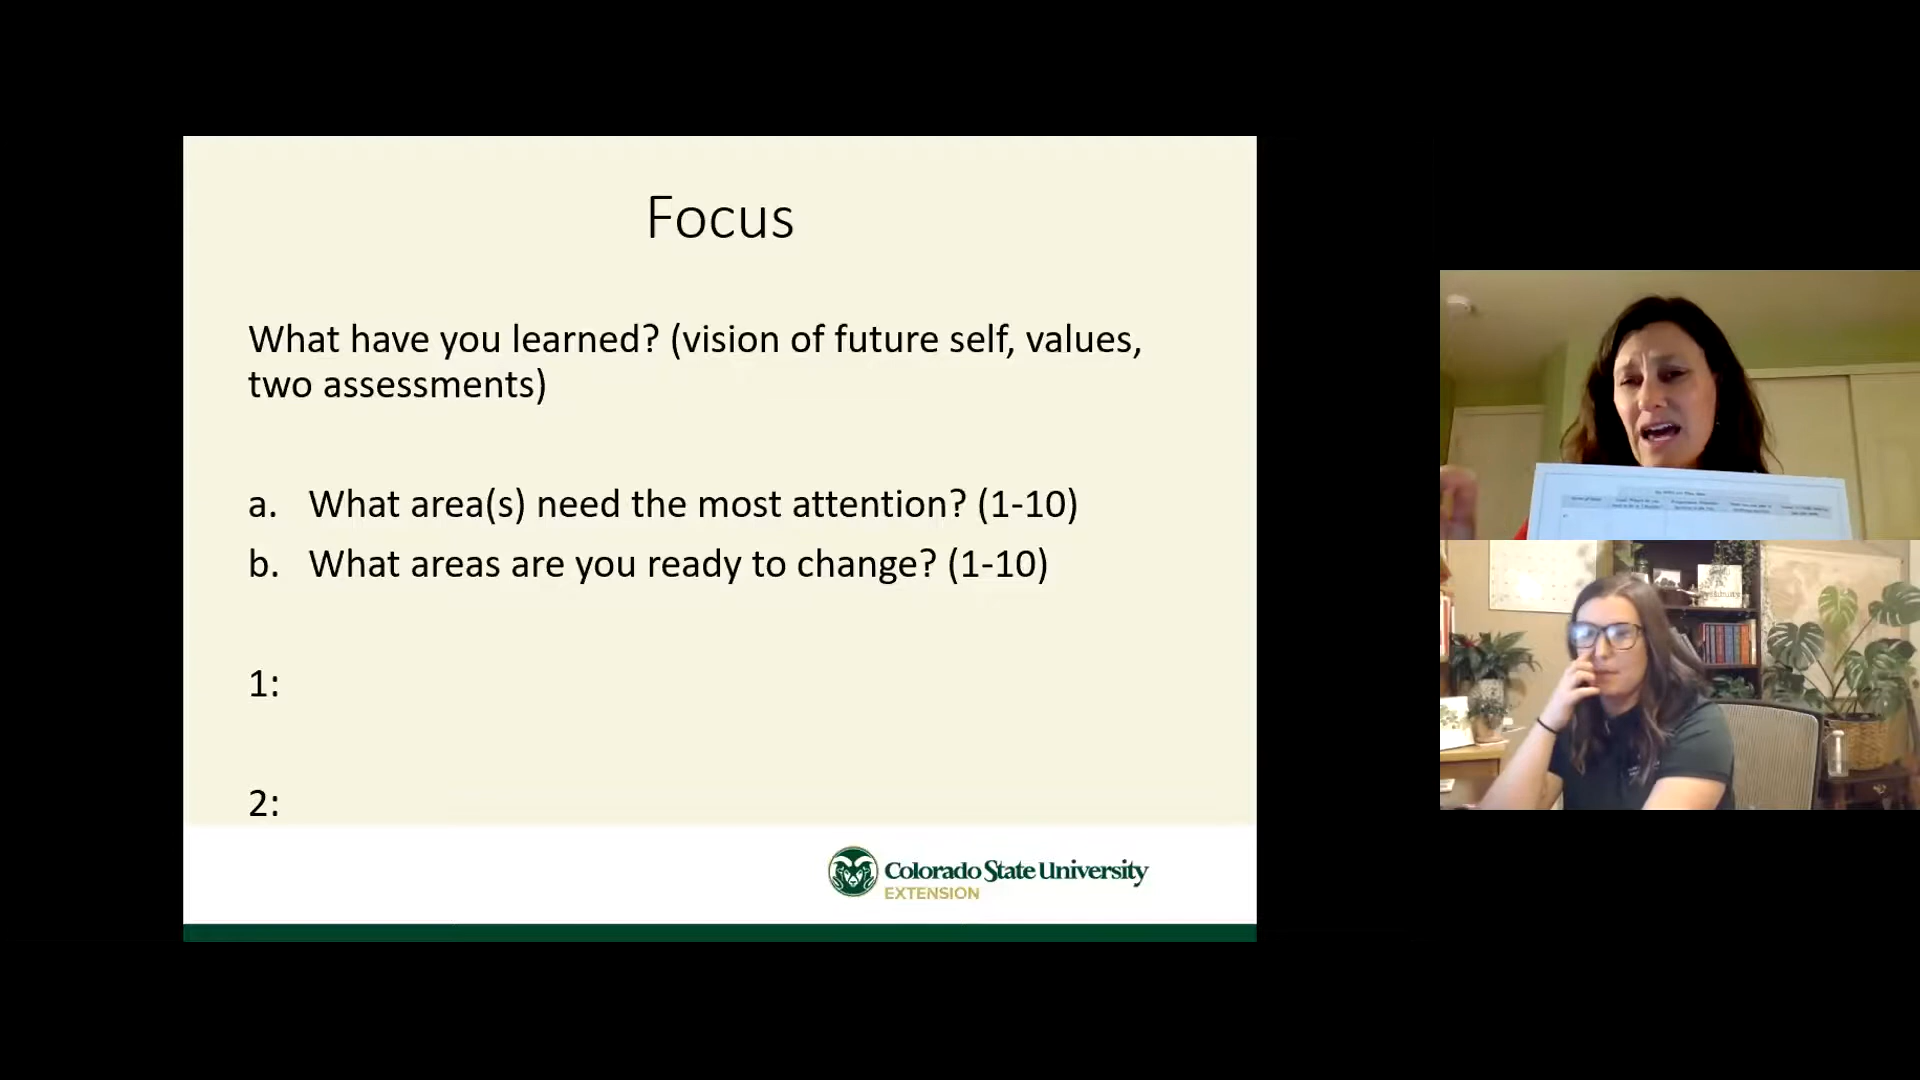 Focus
What have you learned? (vision of future self, values,
two assessments)
a. What area(s) need the most attention? (1-10)
b. What areas are you ready to change? (1-10)
1:
2:
Colorado State University
EXTENSION